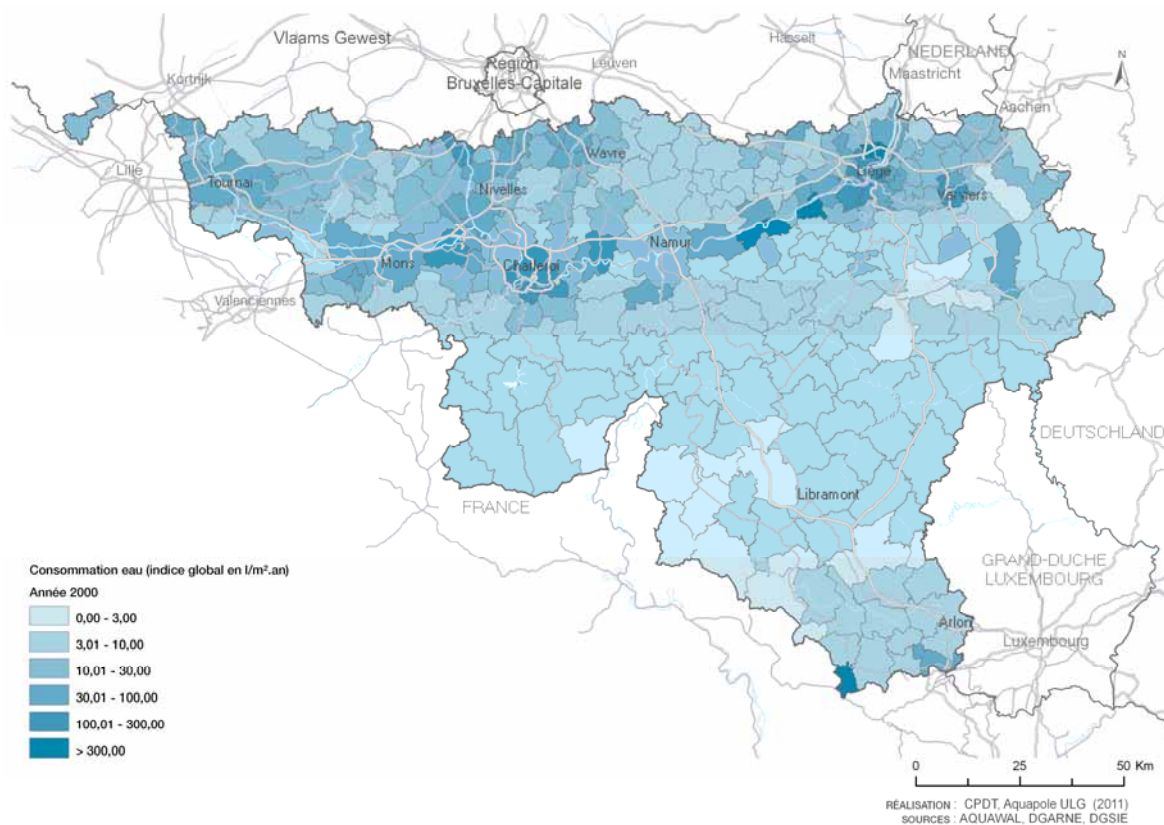 Vlaams Gewest
Hasselt
NEDERLAND
N
Kortrijk
Région
Bruxelles-Capitale
Leuven
Maastricht
Aachen
Lille
Tournai
Wavre
Liège
Nivelles
Verviers
Namur
Mons
Charleroi
Valenciennes
DEUTSCHLAND
Libramont
FRANCE
GRAND-DUCHE
LUXEMBOURG
Arlon
Luxembourg
Consommation eau (indice global en l/m².an)
Année 2000
0,00 - 3,00
3,01 - 10,00
10,01 - 30,00
30,01 - 100,00
100,01 - 300,00
> 300,00
0 25 50 Km
RÉALISATION : CPDT, Aquapole ULG (2011)
SOURCES : AQUAWAL, DGARNE, DGSIE